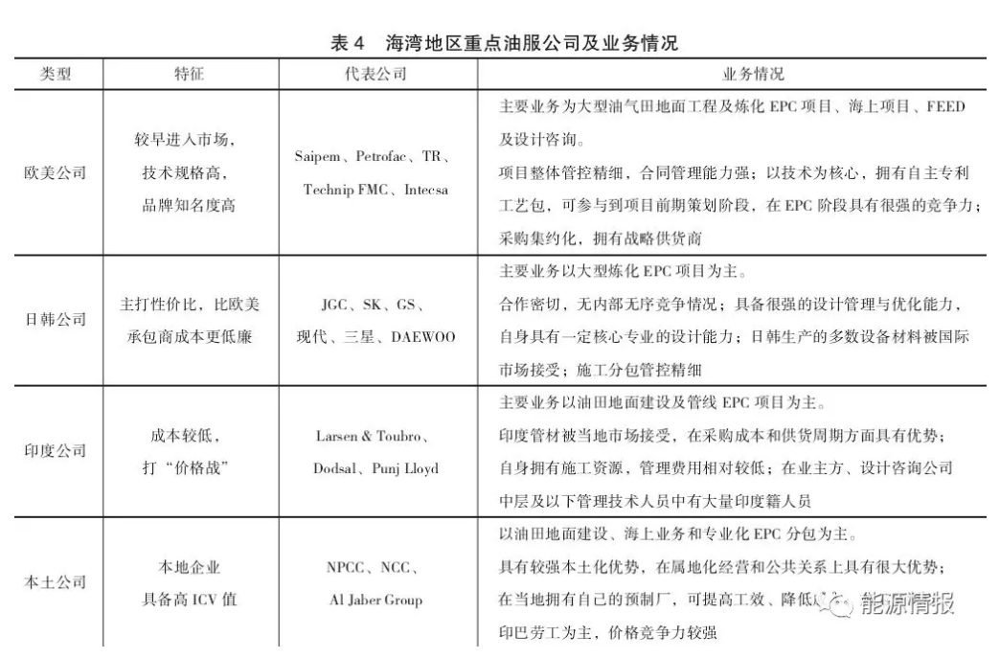 表 4 海湾地区重点油服公司及业务情况
类型 特征 代表公司 业务情况
欧美公司
较早进入市场，
技术规格高，
品牌知名度高
Saipem、Petrofac、TR、
Technip FMC、Intecsa
主要业务为大型油气田地面工程及炼化 EPC 项目、海上项目、FEED
及设计咨询。
项目整体管控精细，合同管理能力强；以技术为核心，拥有自主专利
工艺包，可参与到项目前期策划阶段，在 EPC 阶段具有很强的竞争力；
采购集约化，拥有战略供货商
日韩公司
主打性价比，比欧美
承包商成本更低廉
JGC、SK、GS、
现代、三星、DAEWOO
主要业务以大型炼化 EPC 项目为主。
合作密切，无内部无序竞争情况；具备很强的设计管理与优化能力，
自身具有一定核心专业的设计能力；日韩生产的多数设备材料被国际
市场接受；施工分包管控精细
印度公司
成本较低，
打“价格战”
Larsen & Toubro、
Dodsal、Punj Lloyd
主要业务以油田地面建设及管线 EPC 项目为主。
印度管材被当地市场接受，在采购成本和供货周期方面具有优势；
自身拥有施工资源，管理费用相对较低；在业主方、设计咨询公司
中层及以下管理技术人员中有大量印度籍人员
本土公司
本地企业
具备高 ICV 值
NPCC、NCC、
Al Jaber Group
以油田地面建设、海上业务和专业化 EPC 分包为主。
具有较强本土化优势，在属地化经营和公共关系上具有很大优势；
在当地拥有自己的预制厂，可提高工效、降低
能源情报
印巴劳工为主，价格竞争力较强